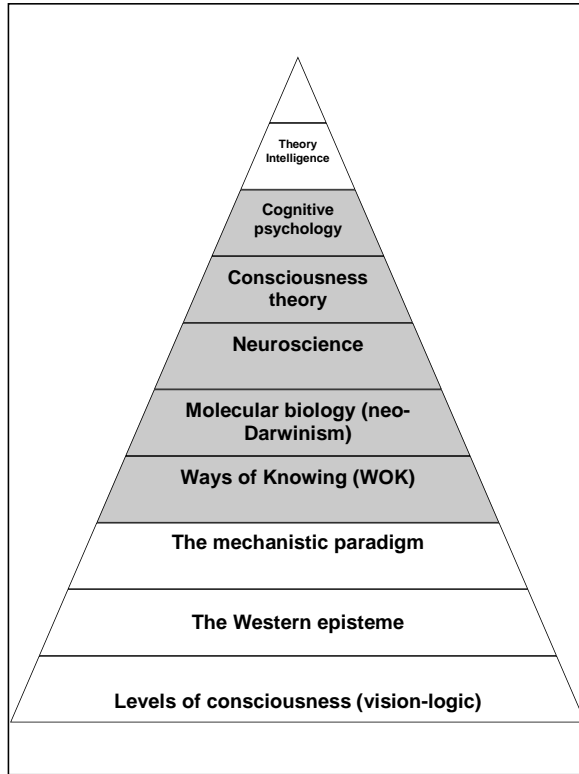 Theory
Intelligence
Cognitive
psychology
Consciousness
theory
Neuroscience
Molecular biology (neo-
Darwinism)
Ways of Knowing (WOK)
The mechanistic paradigm
The Western episteme
Levels of consciousness (vision-logic)